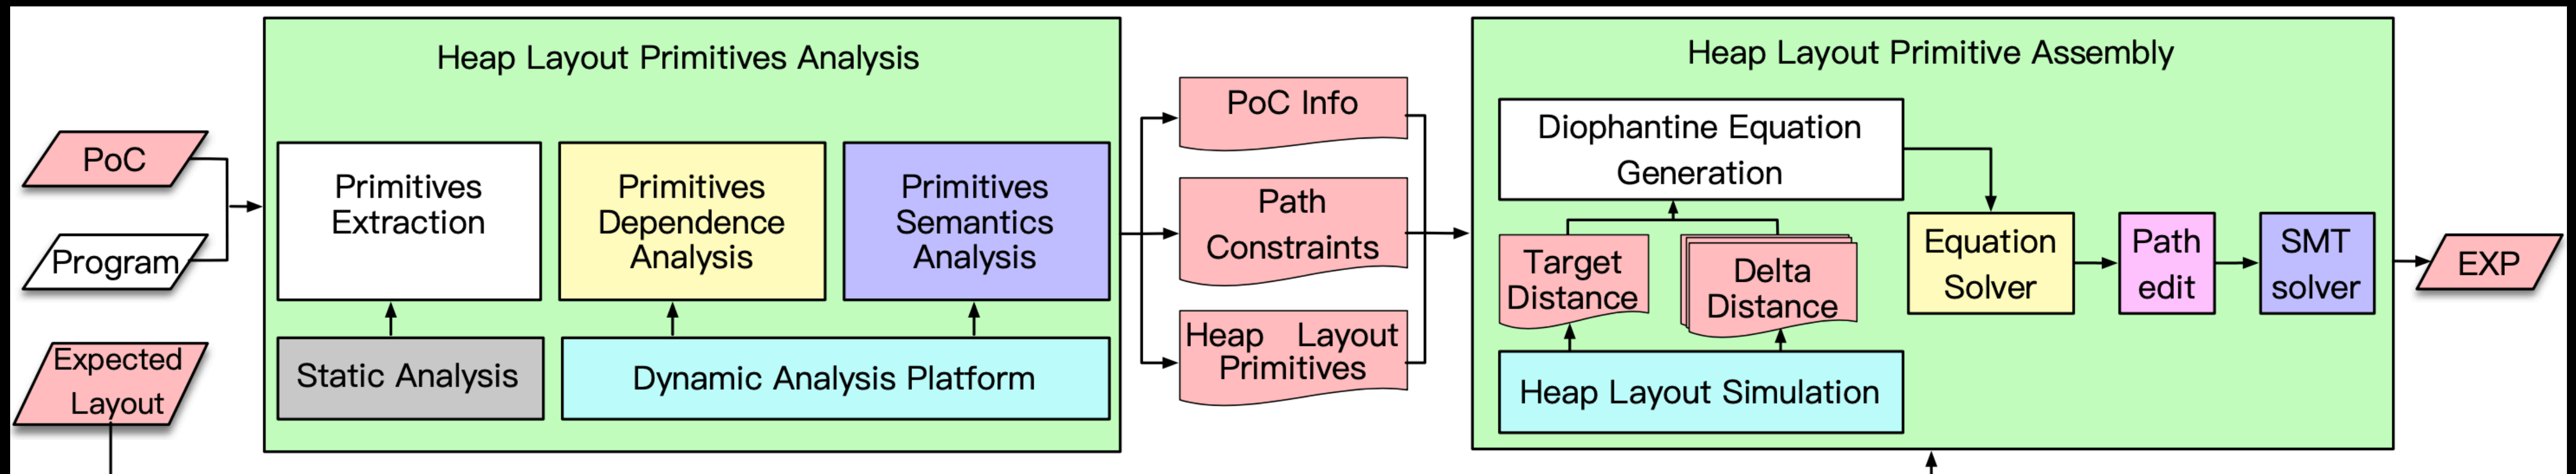 PoC
Program
Expected
Layout
Heap Layout Primitives Analysis
Primitives
Extraction
Primitives
Dependence
Analysis
Primitives
Semantics
Analysis
Static Analysis
Dynamic Analysis Platform
PoC Info
Path
Constraints
Heap Layout
Primitives
Heap Layout Primitive Assembly
Diophantine Equation
Generation
Target
Distance
Delta
Distance
Heap Layout Simulation
Equation
Solver
Path
edit
SMT
solver
EXP